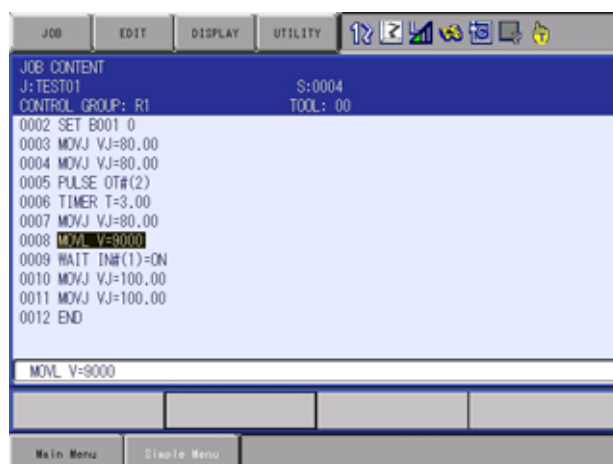 JOB EDIT DISPLAY UTILITY
JOB CONTENT
J:TEST01 S:0004
CONTROL GROUP: R1 TOOL: 00
0002 SET B001 0
0003 MOVJ VJ=80.00
0004 MOVJ VJ=80.00
0005 PULSE OT#(2)
0006 TIMER T=3.00
0007 MOVJ VJ=80.00
0008 MOVL V=9000
0009 WAIT IN#(1)=ON
0010 MOVJ VJ=100.00
0011 MOVJ VJ=100.00
0012 END
MOVL V=9000
Main Menu Simple Menu